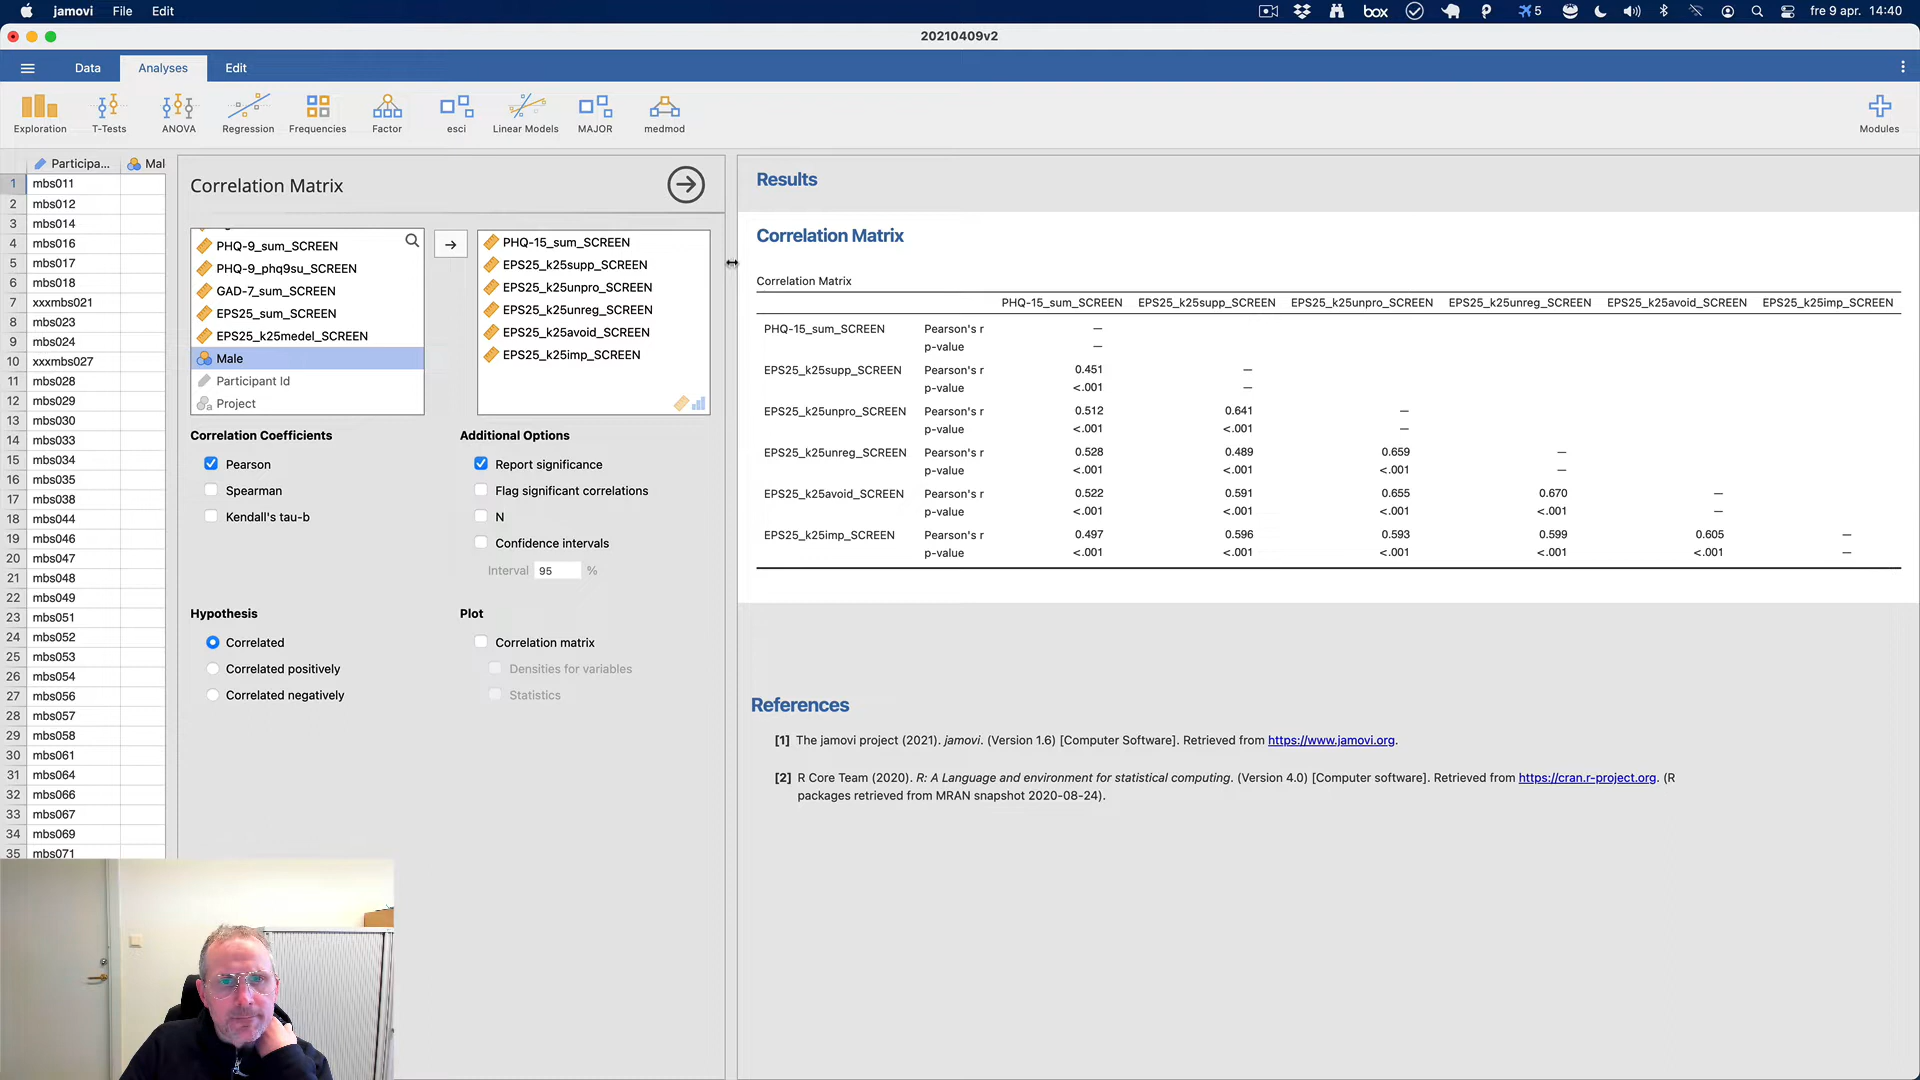 jamovi File Edit
box
5
fre 9 apr. 14:40
20210409v2
Data Analyses Edit
Exploration T-Tests ANOVA Regression Frequencies Factor esci Linear Models MAJOR medmod Modules
Participa... Mal
1 mbs011
2 mbs012
3 mbs014
4 mbs016
5 mbs017
6 mbs018
7 xxxmbs021
8 mbs023
9 mbs024
10 xxxmbs027
11 mbs028
12 mbs029
13 mbs030
14 mbs033
15 mbs034
16 mbs035
17 mbs038
18 mbs044
19 mbs046
20 mbs047
21 mbs048
22 mbs049
23 mbs051
24 mbs052
25 mbs053
26 mbs054
27 mbs056
28 mbs057
29 mbs058
30 mbs061
31 mbs064
32 mbs066
33 mbs067
34 mbs069
35 mbs071
Correlation Matrix
PHQ-9_sum_SCREEN
PHQ-9_phq9su_SCREEN
GAD-7_sum_SCREEN
EPS25_sum_SCREEN
EPS25_k25medel_SCREEN
Male
Participant Id
Project
PHQ-15_sum_SCREEN
EPS25_k25supp_SCREEN
EPS25_k25unpro_SCREEN
EPS25_k25unreg_SCREEN
EPS25_k25avoid_SCREEN
EPS25_k25imp_SCREEN
Correlation Coefficients
Pearson
Spearman
Kendall's tau-b
Additional Options
Report significance
Flag significant correlations
N
Confidence intervals
Interval 95 %
Hypothesis
Correlated
Correlated positively
Correlated negatively
Plot
Correlation matrix
Densities for variables
Statistics
Results
Correlation Matrix
Correlation Matrix
PHQ-15_sum_SCREEN EPS25_k25supp_SCREEN EPS25_k25unpro_SCREEN EPS25_k25unreg_SCREEN EPS25_k25avoid_SCREEN EPS25_k25imp_SCREEN
PHQ-15_sum_SCREEN Pearson's r —
p-value —
EPS25_k25supp_SCREEN Pearson's r 0.451 —
p-value <.001 —
EPS25_k25unpro_SCREEN Pearson's r 0.512 0.641 —
p-value <.001 <.001 —
EPS25_k25unreg_SCREEN Pearson's r 0.528 0.489 0.659 —
p-value <.001 <.001 <.001 —
EPS25_k25avoid_SCREEN Pearson's r 0.522 0.591 0.655 0.670 —
p-value <.001 <.001 <.001 <.001 —
EPS25_k25imp_SCREEN Pearson's r 0.497 0.596 0.593 0.599 0.605 —
p-value <.001 <.001 <.001 <.001 <.001 —
References
[1] The jamovi project (2021). jamovi. (Version 1.6) [Computer Software]. Retrieved from https://www.jamovi.org.
[2] R Core Team (2020). R: A Language and environment for statistical computing. (Version 4.0) [Computer software]. Retrieved from https://cran.r-project.org. (R
packages retrieved from MRAN snapshot 2020-08-24).